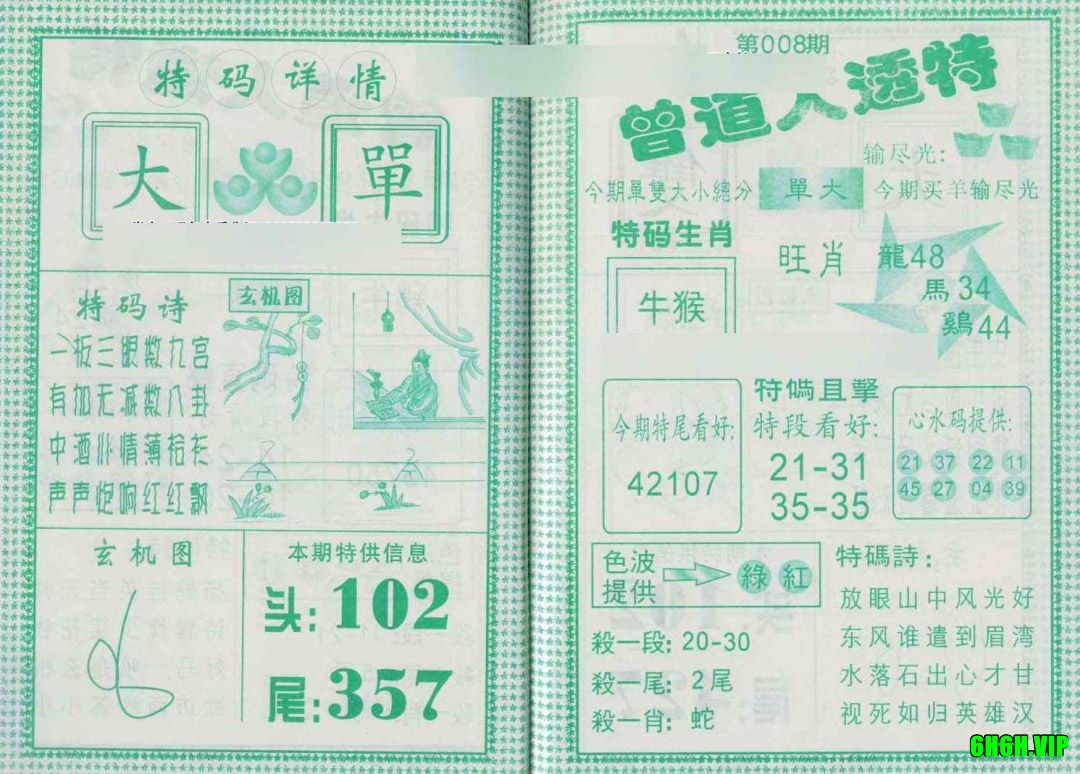 特码详情
大 單
特码诗
玄机图
一板三眼数九宫
有加无减数八卦
中酒 情薄拾衫
声声炮响红红飘
玄机图
本期特供信息
头:102
尾:357
第008期
曾道人透特
输尽光:
今期單雙大小總分 單大 今期买羊输尽光
特码生肖
牛猴
旺肖 龍48
馬34
鷄44
今期特尾看好:
42107
特碼且擊
特段看好:
21-31
35-35
心水码提供:
21 37 22 11
45 27 04 39
色波
提供
綠 紅
殺一段: 20-30
殺一尾: 2尾
殺一肖: 蛇
特碼詩:
放眼山中风光好
东风谁遣到眉湾
水落石出心才甘
视死如归英雄汉
6H6H.VIP